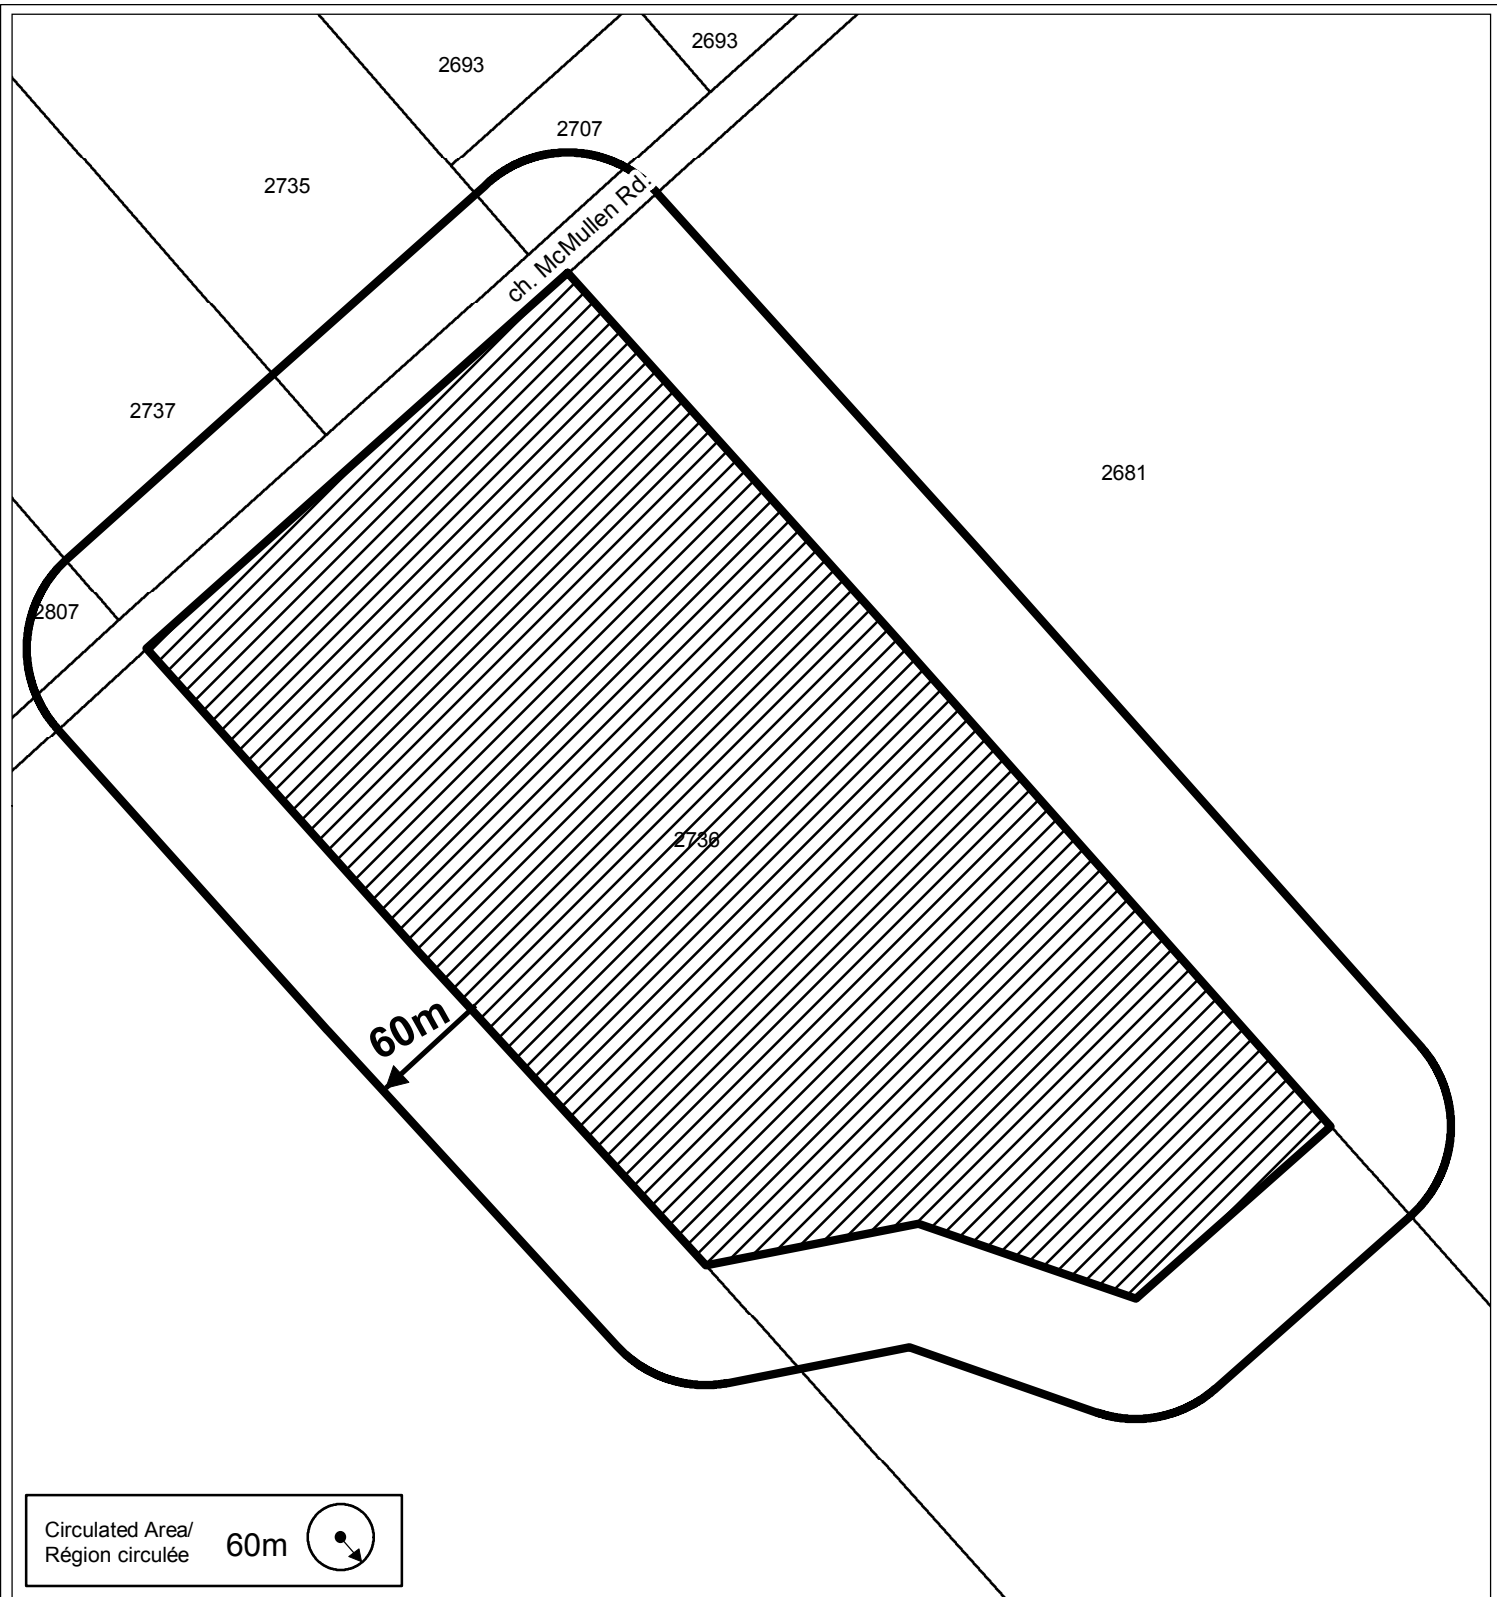 2693
2693
2707
2735
ch. McMullen Rd.
2737
2681
2807
2736
60m
Circulated Area/
Région circulée
60m